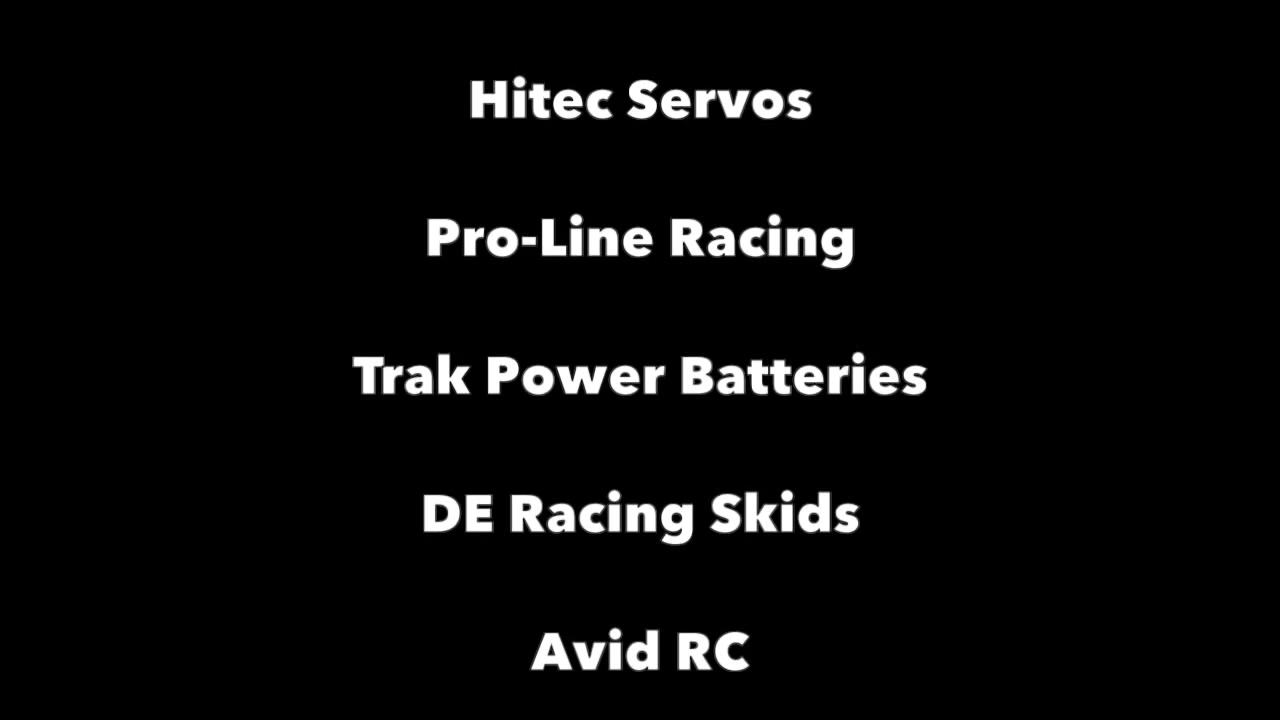 Hitec Servos
Pro-Line Racing
Trak Power Batteries
DE Racing Skids
Avid RC